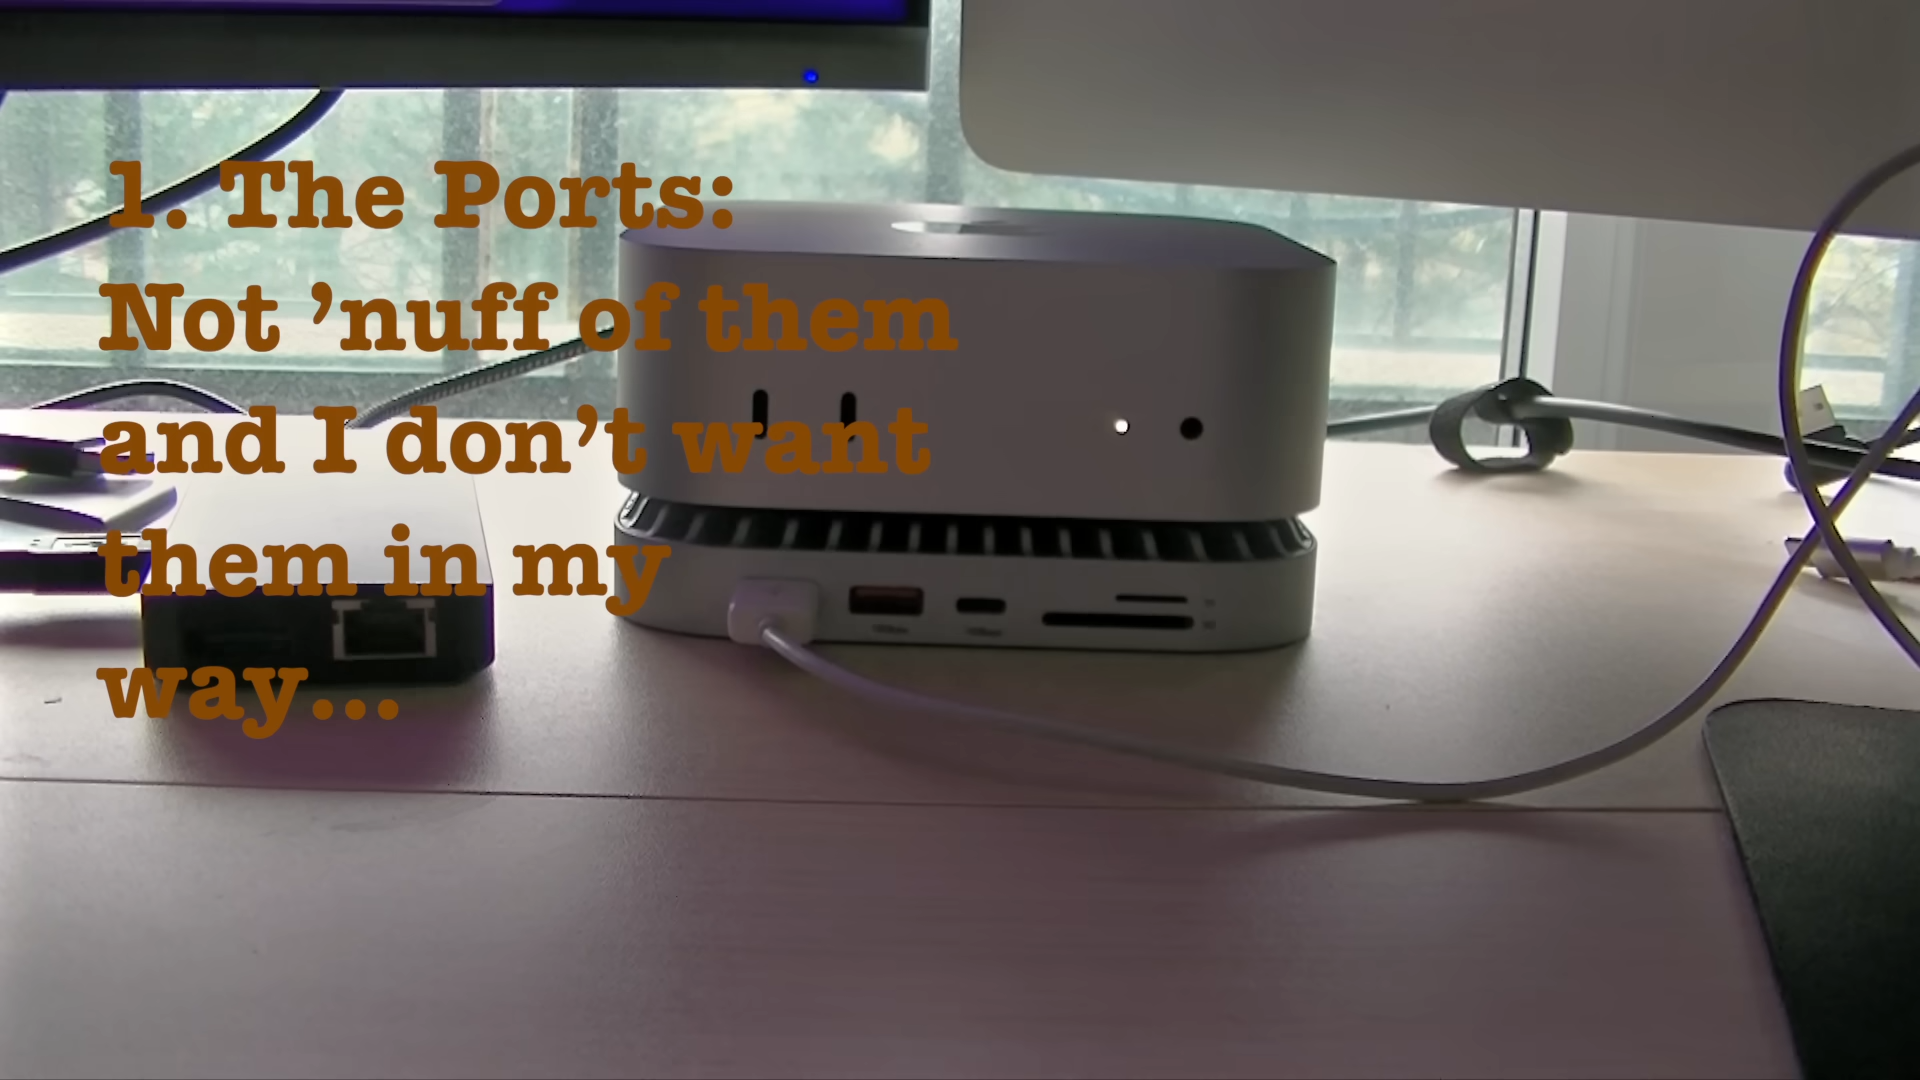 1. The Ports:
Not ’nuff of them
and I don’t want
them in my
way...